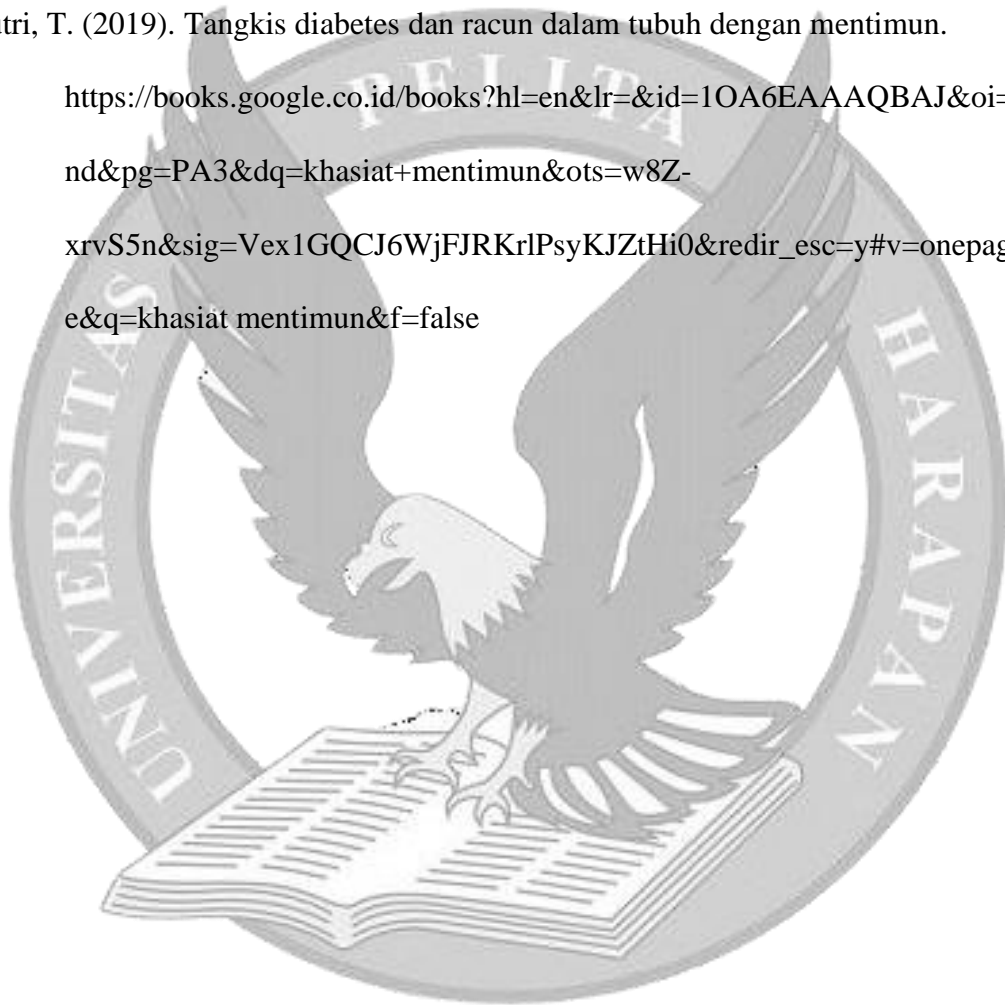 utri, T. (2019). Tangkis diabetes dan racun dalam tubuh dengan mentimun.
https://books.google.co.id/books?hl=en&lr=&id=1OA6EAAAQBAJ&oi=
nd&pg=PA3&dq=khasiat+mentimun&ots=w8Z-
xrvS5n&sig=Vex1GQCJ6WjFJRKrlPsyKJZtHi0&redir_esc=y#v=onepag
e&q=khasiat mentimun&f=false
UNIVERSITAS PELITA HARAPAN